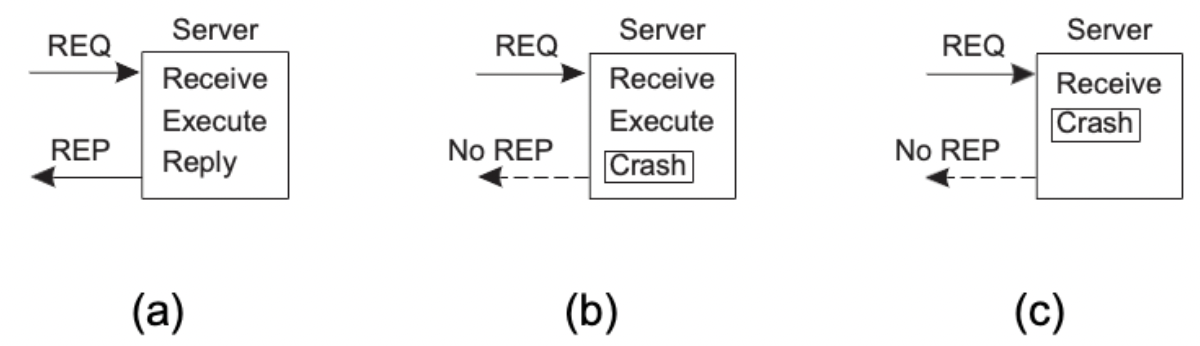 Server
REQ
Receive
Execute
REP
Reply
(a)
Server
REQ
Receive
Execute
No REP
Crash
(b)
Server
REQ
Receive
Crash
No REP
(c)